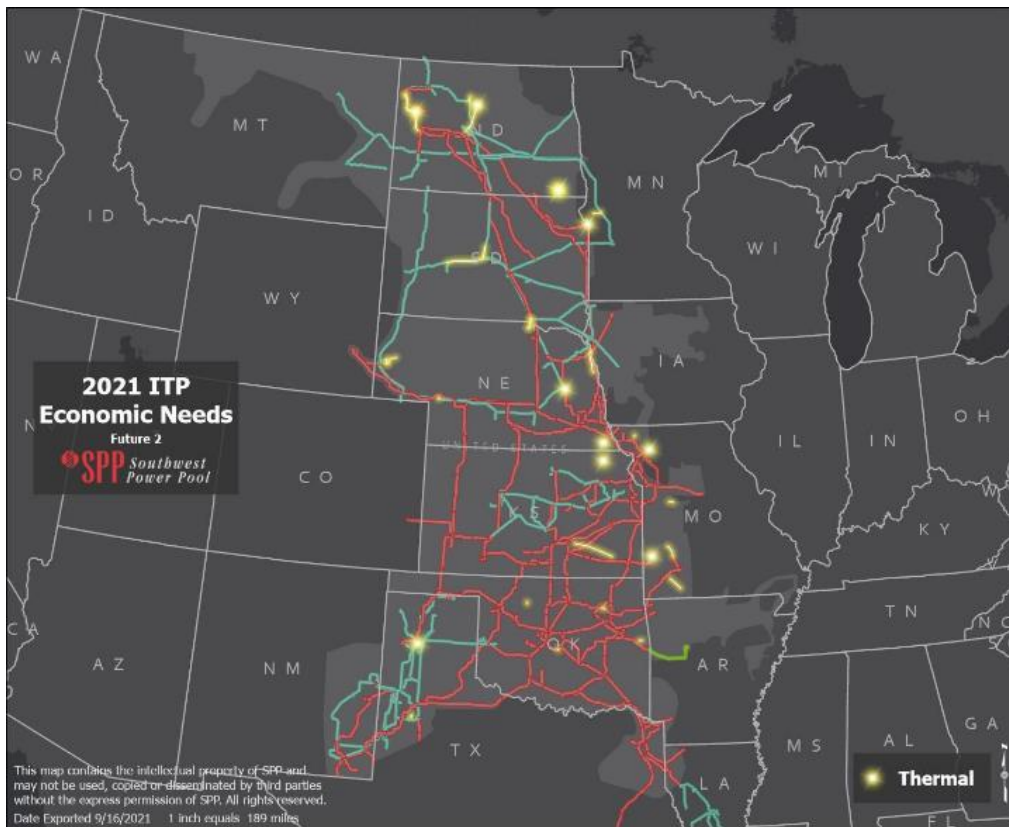 WA
MT
ND
MN
MI
OR
ID
WI
SD
WY
IA
NE
2021 ITP
Economic Needs
Future 2
SPP Southwest
Power Pool
IL
IN
OH
UNITED STATES
CO
KS
MO
KY
W
TN
NC
CA
OK
AR
AZ
NM
TX
MS
AL
GA
LA
FL
Thermal
This map contains the intellectual property of SPP and
may not be used, copied or disseminated by third parties
without the express permission of SPP. All rights reserved.
Date Exported 9/16/2021 1 inch equals 189 miles